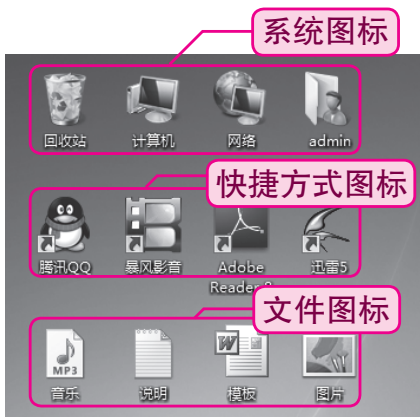 系统图标
回收站 计算机 网络 admin
快捷方式图标
腾讯QQ 暴风影音 Adobe 迅雷5
Reader
文件图标
W
MP3
音乐 说明 模板 图片